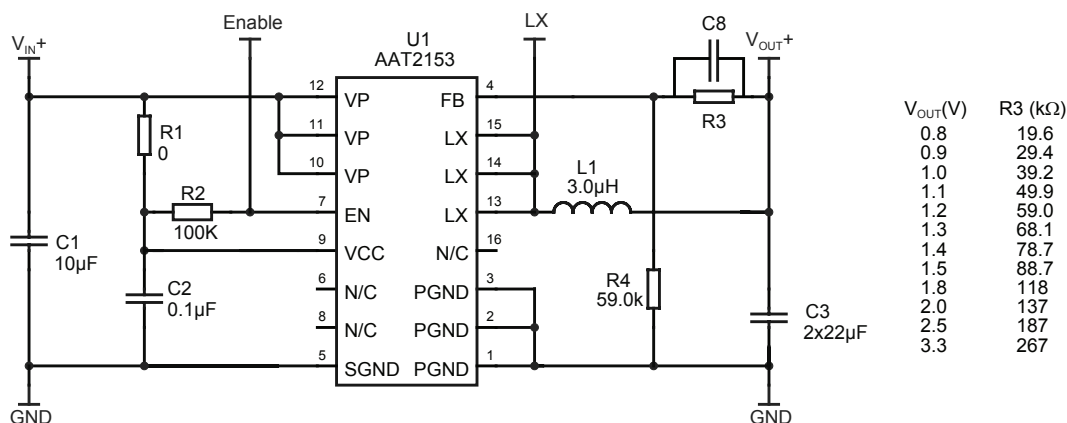 Enable
LX
C8
V_IN+
U1
AAT2153
V_OUT+
12 VP
FB 4
R3
R1
0
11 VP
LX 15
10 VP
LX 14
L1
3.0µH
R2
100K
7 EN
LX 13
9 VCC
N/C 16
C1
10µF
C2
0.1µF
6 N/C
PGND 3
R4
59.0k
8 N/C
PGND 2
C3
2x22µF
5 SGND
PGND 1
GND
GND
V_OUT(V) R3 (kΩ)
0.8 19.6
0.9 29.4
1.0 39.2
1.1 49.9
1.2 59.0
1.3 68.1
1.4 78.7
1.5 88.7
1.8 118
2.0 137
2.5 187
3.3 267